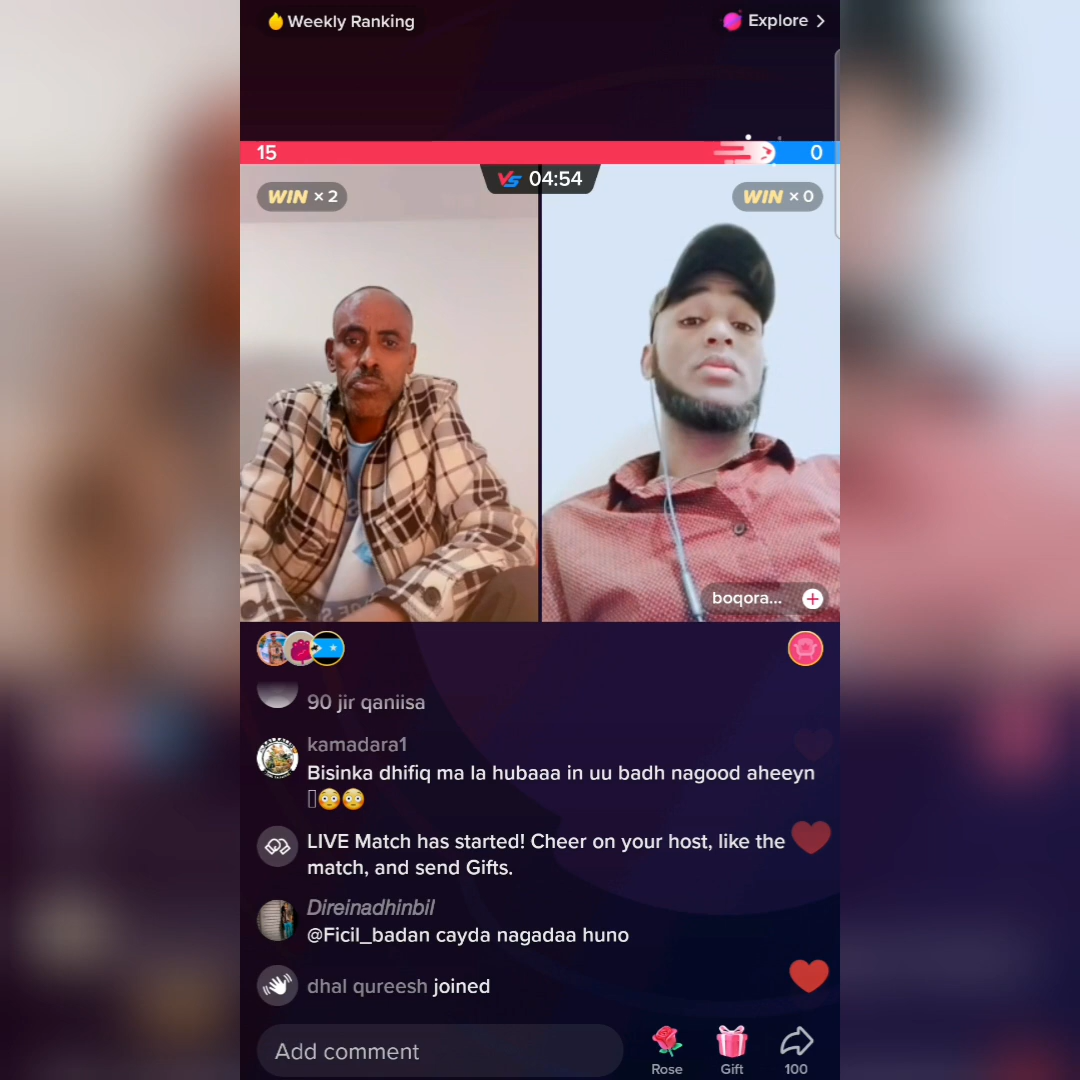 Weekly Ranking
Explore
15
0
VS 04:54
WIN × 2
WIN × 0
boqora...
90 jir qaniisa
kamadara1
Bisinka dhifiq ma la hubaaa in uu badh nagood aheeyn
😳😳
LIVE Match has started! Cheer on your host, like the
match, and send Gifts.
Direinadhinbil
@Ficil_badan cayda nagadaa huno
dhal qureesh joined
Add comment
Rose
Gift
100